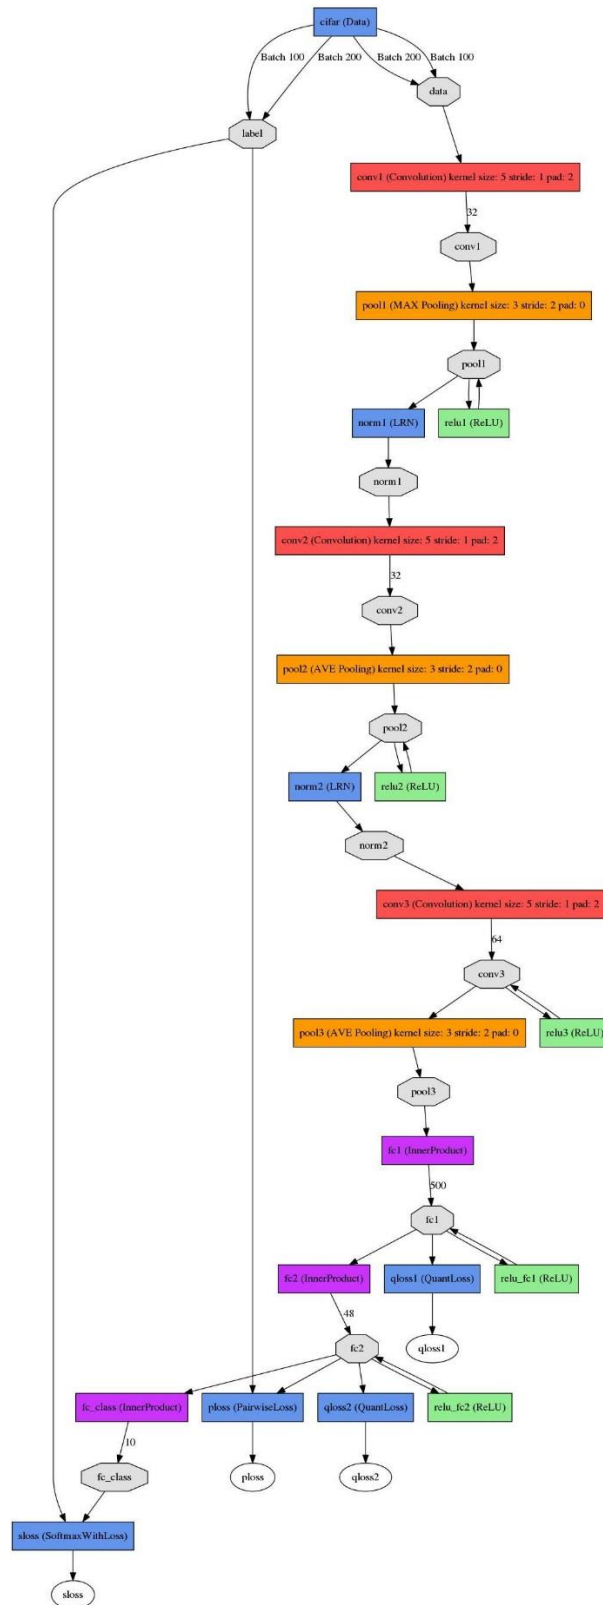 cifar (Data)
Batch 100
Batch 200
Batch 200
Batch 100
data
label
conv1 (Convolution) kernel size: 5 stride: 1 pad: 2
32
conv1
pool1 (MAX Pooling) kernel size: 3 stride: 2 pad: 0
pool1
norm1 (LRN)
relu1 (ReLU)
norm1
conv2 (Convolution) kernel size: 5 stride: 1 pad: 2
32
conv2
pool2 (AVE Pooling) kernel size: 3 stride: 2 pad: 0
pool2
norm2 (LRN)
relu2 (ReLU)
norm2
conv3 (Convolution) kernel size: 5 stride: 1 pad: 2
64
conv3
pool3 (AVE Pooling) kernel size: 3 stride: 2 pad: 0
relu3 (ReLU)
pool3
fc1 (InnerProduct)
500
fc1
fc2 (InnerProduct)
qloss1 (QuantLoss)
relu_fc1 (ReLU)
48
fc2
qloss1
fc_class (InnerProduct)
ploss (PairwiseLoss)
qloss2 (QuantLoss)
relu_fc2 (ReLU)
10
fc_class
ploss
qloss2
sloss (SoftmaxWithLoss)
sloss